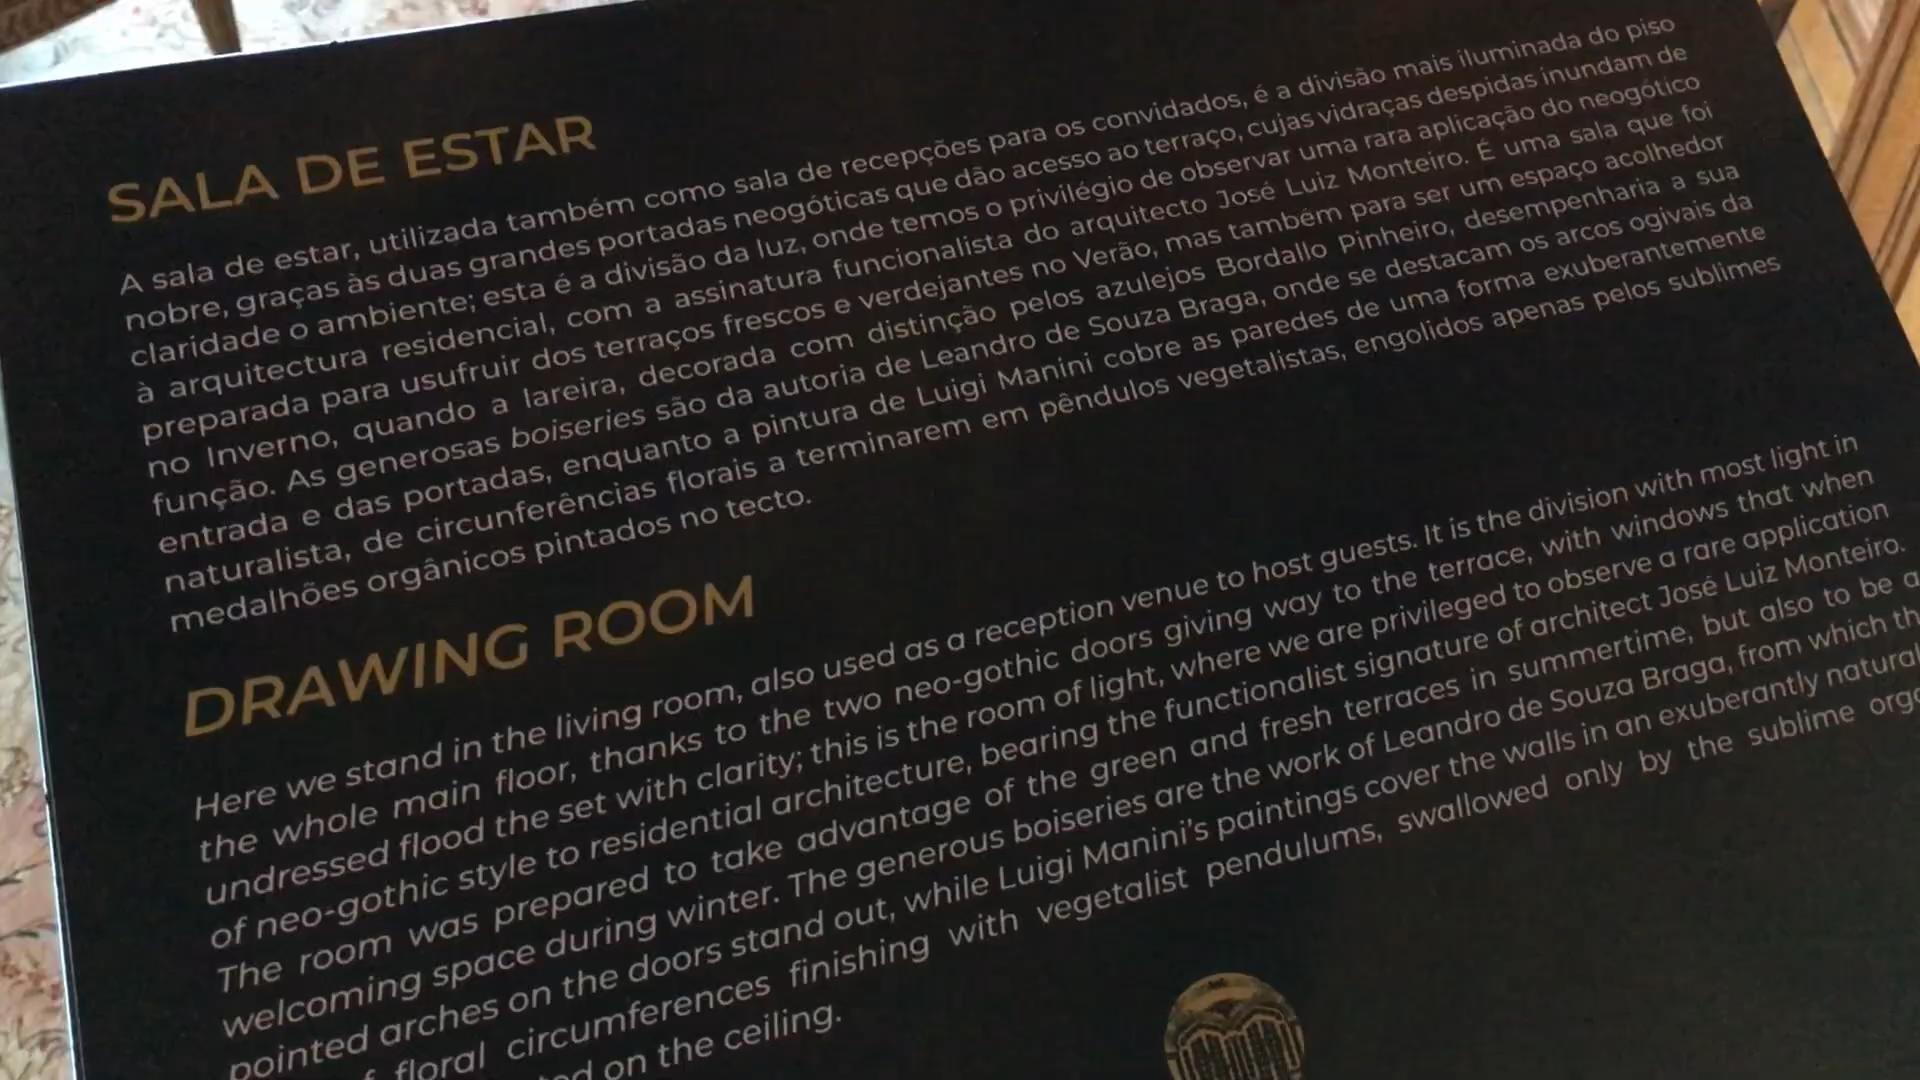 SALA DE ESTAR
A sala de estar, utilizada também como sala de recepções para os convidados, é a divisão mais iluminada do piso
nobre, graças às duas grandes portadas neogóticas que dão acesso ao terraço, cujas vidraças despidas inundam de
claridade o ambiente; esta é a divisão da luz, onde temos o privilégio de observar uma rara aplicação do neogótico
à arquitectura residencial, com a assinatura funcionalista do arquitecto José Luiz Monteiro. É uma sala que foi
preparada para usufruir dos terraços frescos e verdejantes no Verão, mas também para ser um espaço acolhedor
no Inverno, quando a lareira, decorada com distinção pelos azulejos Bordallo Pinheiro, desempenharia a sua
função. As generosas boiseries são da autoria de Leandro de Souza Braga, onde se destacam os arcos ogivais da
entrada e das portadas, enquanto a pintura de Luigi Manini cobre as paredes de uma forma exuberantemente
naturalista, de circunferências florais a terminarem em pêndulos vegetalistas, engolidos apenas pelos sublimes
medalhões orgânicos pintados no tecto.
DRAWING ROOM
Here we stand in the living room, also used as a reception venue to host guests. It is the division with most light in
the whole main floor, thanks to the two neo-gothic doors giving way to the terrace, with windows that when
undressed flood the set with clarity; this is the room of light, where we are privileged to observe a rare application
of neo-gothic style to residential architecture, bearing the functionalist signature of architect José Luiz Monteiro.
The room was prepared to take advantage of the green and fresh terraces in summertime, but also to be a
welcoming space during winter. The generous boiseries are the work of Leandro de Souza Braga, from which
pointed arches on the doors stand out, while Luigi Manini's paintings cover the walls in an exuberantly
floral circumferences finishing with vegetalist pendulums, swallowed only by the sublime
on the ceiling.